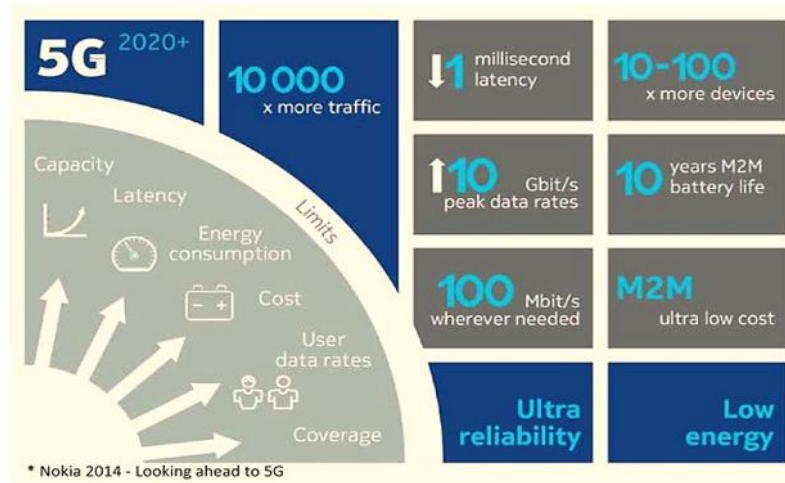 5G 2020+
10 000
x more traffic
1 millisecond
latency
10-100
x more devices
Capacity
Latency
Energy
consumption
Cost
User
data rates
Coverage
Limits
10 Gbit/s
peak data rates
10 years M2M
battery life
100 Mbit/s
wherever needed
M2M
ultra low cost
Ultra
reliability
Low
energy
* Nokia 2014 - Looking ahead to 5G